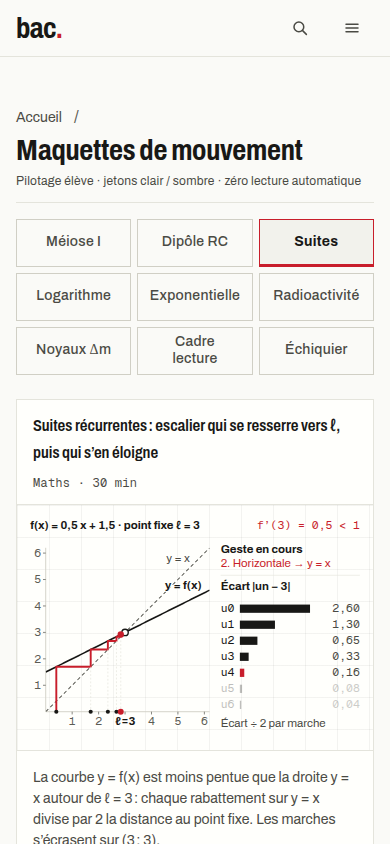 bac.
Accueil /
Maquettes de mouvement
Pilotage élève · jetons clair / sombre · zéro lecture automatique
Méiose I
Dipôle RC
Suites
Logarithme
Exponentielle
Radioactivité
Noyaux Δm
Cadre
lecture
Échiquier
Suites récurrentes : escalier qui se resserre vers ℓ,
puis qui s’en éloigne
Maths · 30 min
f(x) = 0,5 x + 1,5 · point fixe ℓ = 3
f'(3) = 0,5 < 1
Geste en cours
2. Horizontale → y = x
Écart |un − 3|
y = x
y = f(x)
6
5
4
3
2
1
1 2 ℓ=3 4 5 6
u0 2,60
u1 1,30
u2 0,65
u3 0,33
u4 0,16
u5 0,08
u6 0,04
Écart ÷ 2 par marche
La courbe y = f(x) est moins pentue que la droite y =
x autour de ℓ = 3 : chaque rabattement sur y = x
divise par 2 la distance au point fixe. Les marches
s’écrasent sur (3 ; 3).